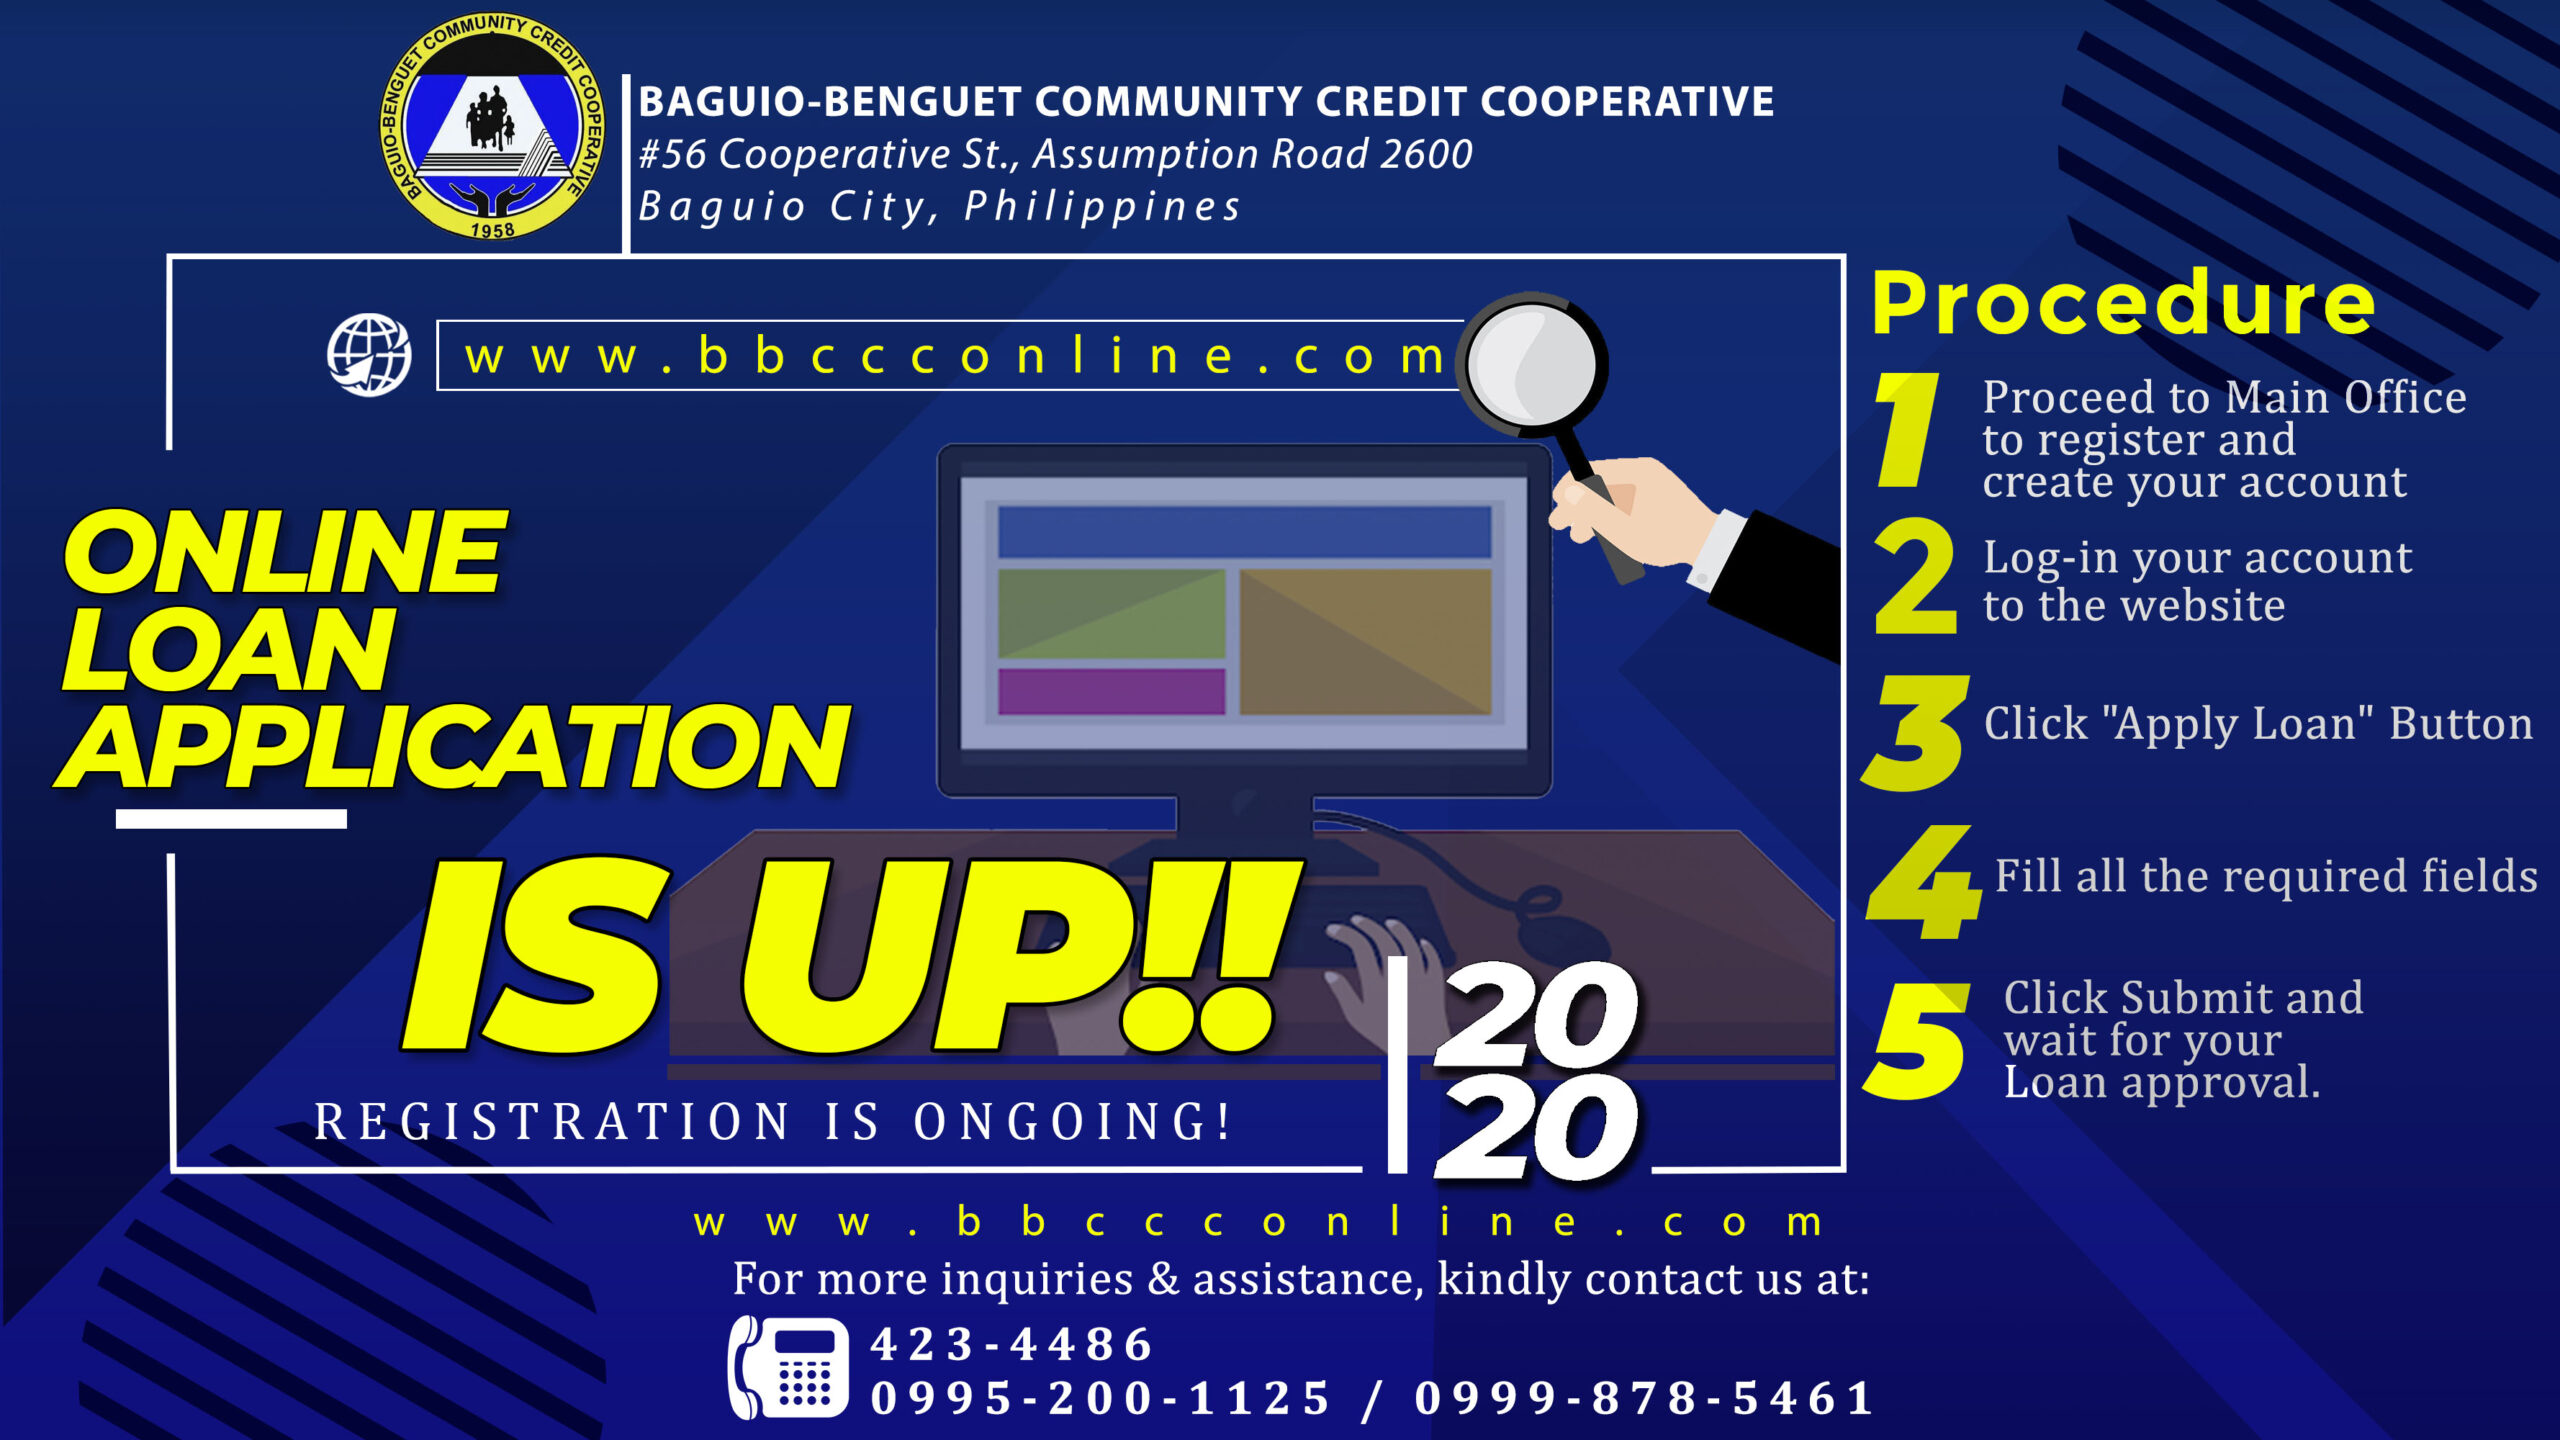 BAGUIO-BENGUET COMMUNITY CREDIT COOPERATIVE
1958
BAGUIO-BENGUET COMMUNITY CREDIT COOPERATIVE
#56 Cooperative St., Assumption Road 2600
Baguio City, Philippines
www.bbccconline.com
ONLINE
LOAN
APPLICATION
IS UP!!
REGISTRATION IS ONGOING!
20
20
Procedure
1 Proceed to Main Office
to register and
create your account
2 Log-in your account
to the website
3 Click "Apply Loan" Button
4 Fill all the required fields
5 Click Submit and
wait for your
Loan approval.
www.bbccconline.com
For more inquiries & assistance, kindly contact us at:
423-4486
0995-200-1125 / 0999-878-5461